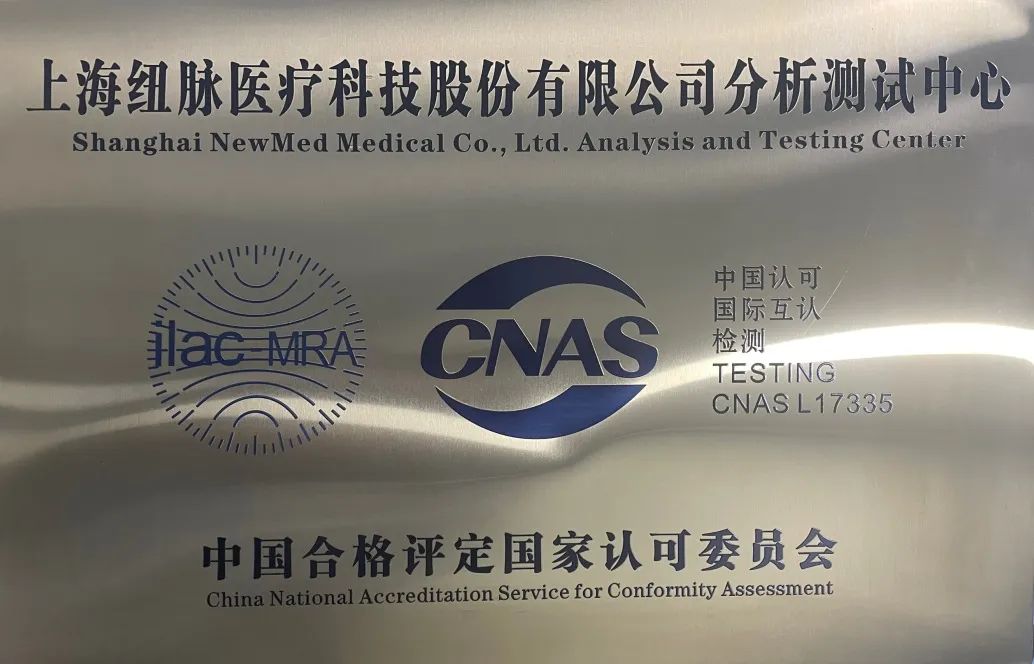 上海纽脉医疗科技股份有限公司分析测试中心
Shanghai NewMed Medical Co., Ltd. Analysis and Testing Center
ilac-MRA
CNAS
中国认可
国际互认
检测
TESTING
CNAS L17335
中国合格评定国家认可委员会
China National Accreditation Service for Conformity Assessment